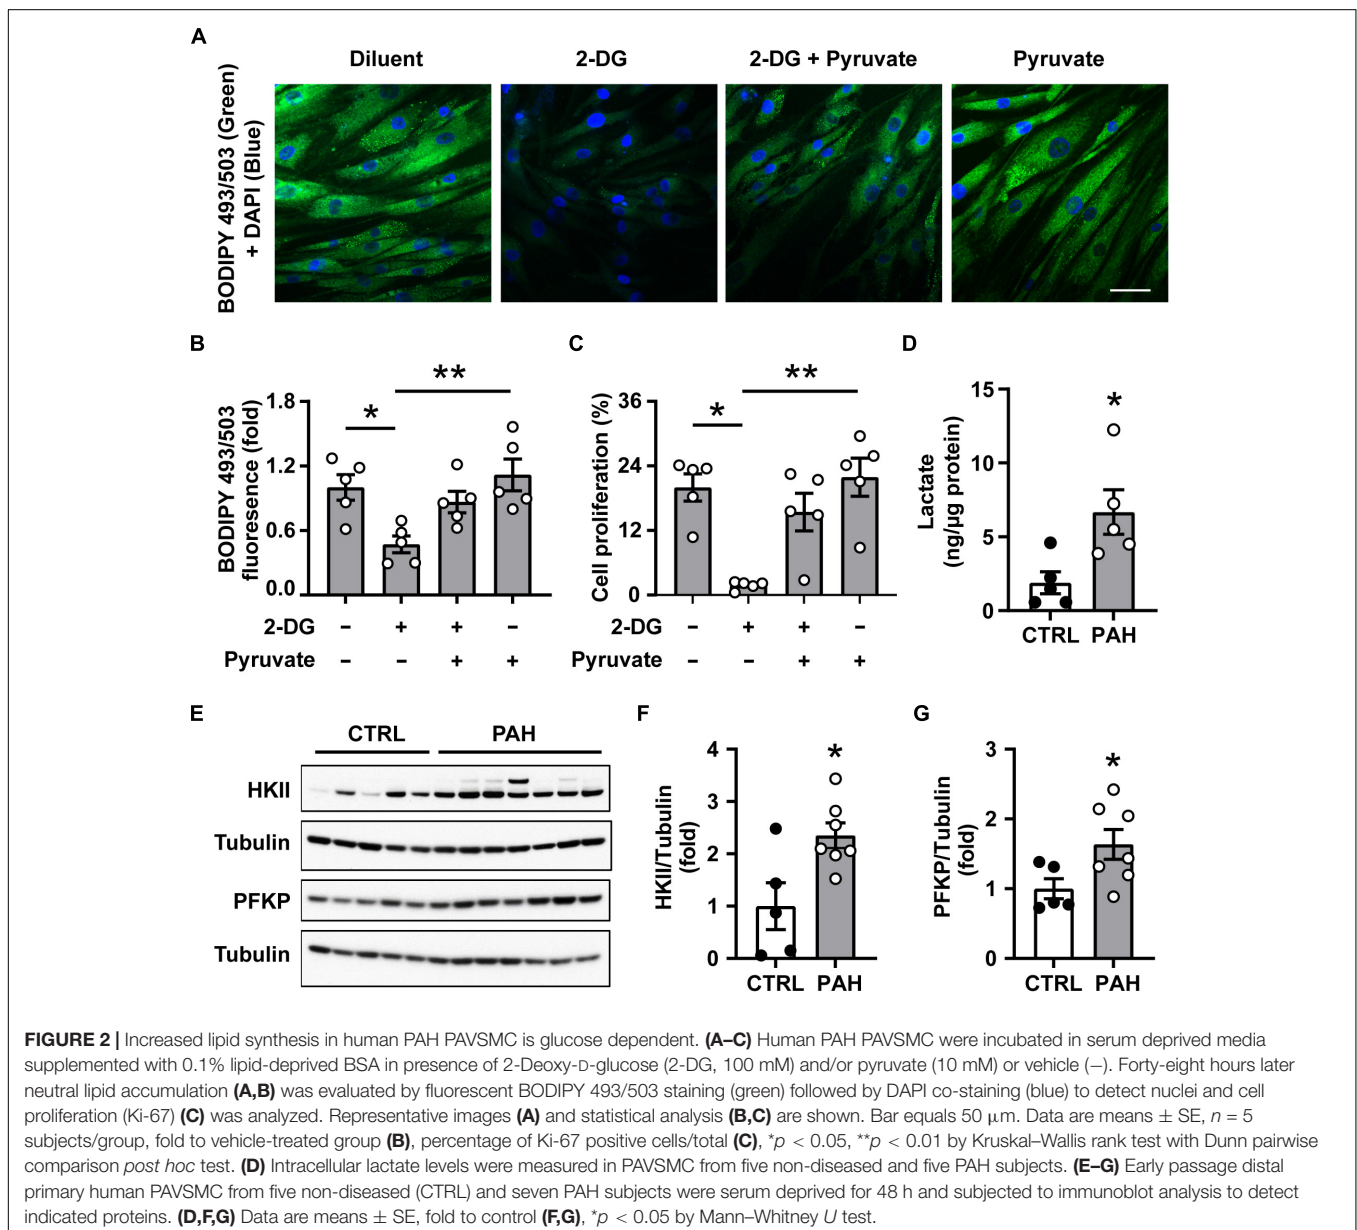 A
Diluent 2-DG 2-DG + Pyruvate Pyruvate
BODIPY 493/503 (Green)
+ DAPI (Blue)
B
BODIPY 493/503
fluoresence (fold)
1.8
1.2
0.6
0.0
* **
2-DG − + + −
Pyruvate − − + +
C
Cell proliferation (%)
36
24
12
0
* **
2-DG − + + −
Pyruvate − − + +
D
Lactate
(ng/µg protein)
15
10
5
0
*
CTRL PAH
E
CTRL PAH
HKII
Tubulin
PFKP
Tubulin
F
HKII/Tubulin
(fold)
4
3
2
1
0
*
CTRL PAH
G
PFKP/Tubulin
(fold)
3
2
1
0
*
CTRL PAH
FIGURE 2 | Increased lipid synthesis in human PAH PAVSMC is glucose dependent. (A–C) Human PAH PAVSMC were incubated in serum deprived media
supplemented with 0.1% lipid-deprived BSA in presence of 2-Deoxy-D-glucose (2-DG, 100 mM) and/or pyruvate (10 mM) or vehicle (−). Forty-eight hours later
neutral lipid accumulation (A,B) was evaluated by fluorescent BODIPY 493/503 staining (green) followed by DAPI co-staining (blue) to detect nuclei and cell
proliferation (Ki-67) (C) was analyzed. Representative images (A) and statistical analysis (B,C) are shown. Bar equals 50 µm. Data are means ± SE, n = 5
subjects/group, fold to vehicle-treated group (B), percentage of Ki-67 positive cells/total (C), *p < 0.05, **p < 0.01 by Kruskal–Wallis rank test with Dunn pairwise
comparison post hoc test. (D) Intracellular lactate levels were measured in PAVSMC from five non-diseased and five PAH subjects. (E–G) Early passage distal
primary human PAVSMC from five non-diseased (CTRL) and seven PAH subjects were serum deprived for 48 h and subjected to immunoblot analysis to detect
indicated proteins. (D,F,G) Data are means ± SE, fold to control (F,G), *p < 0.05 by Mann–Whitney U test.